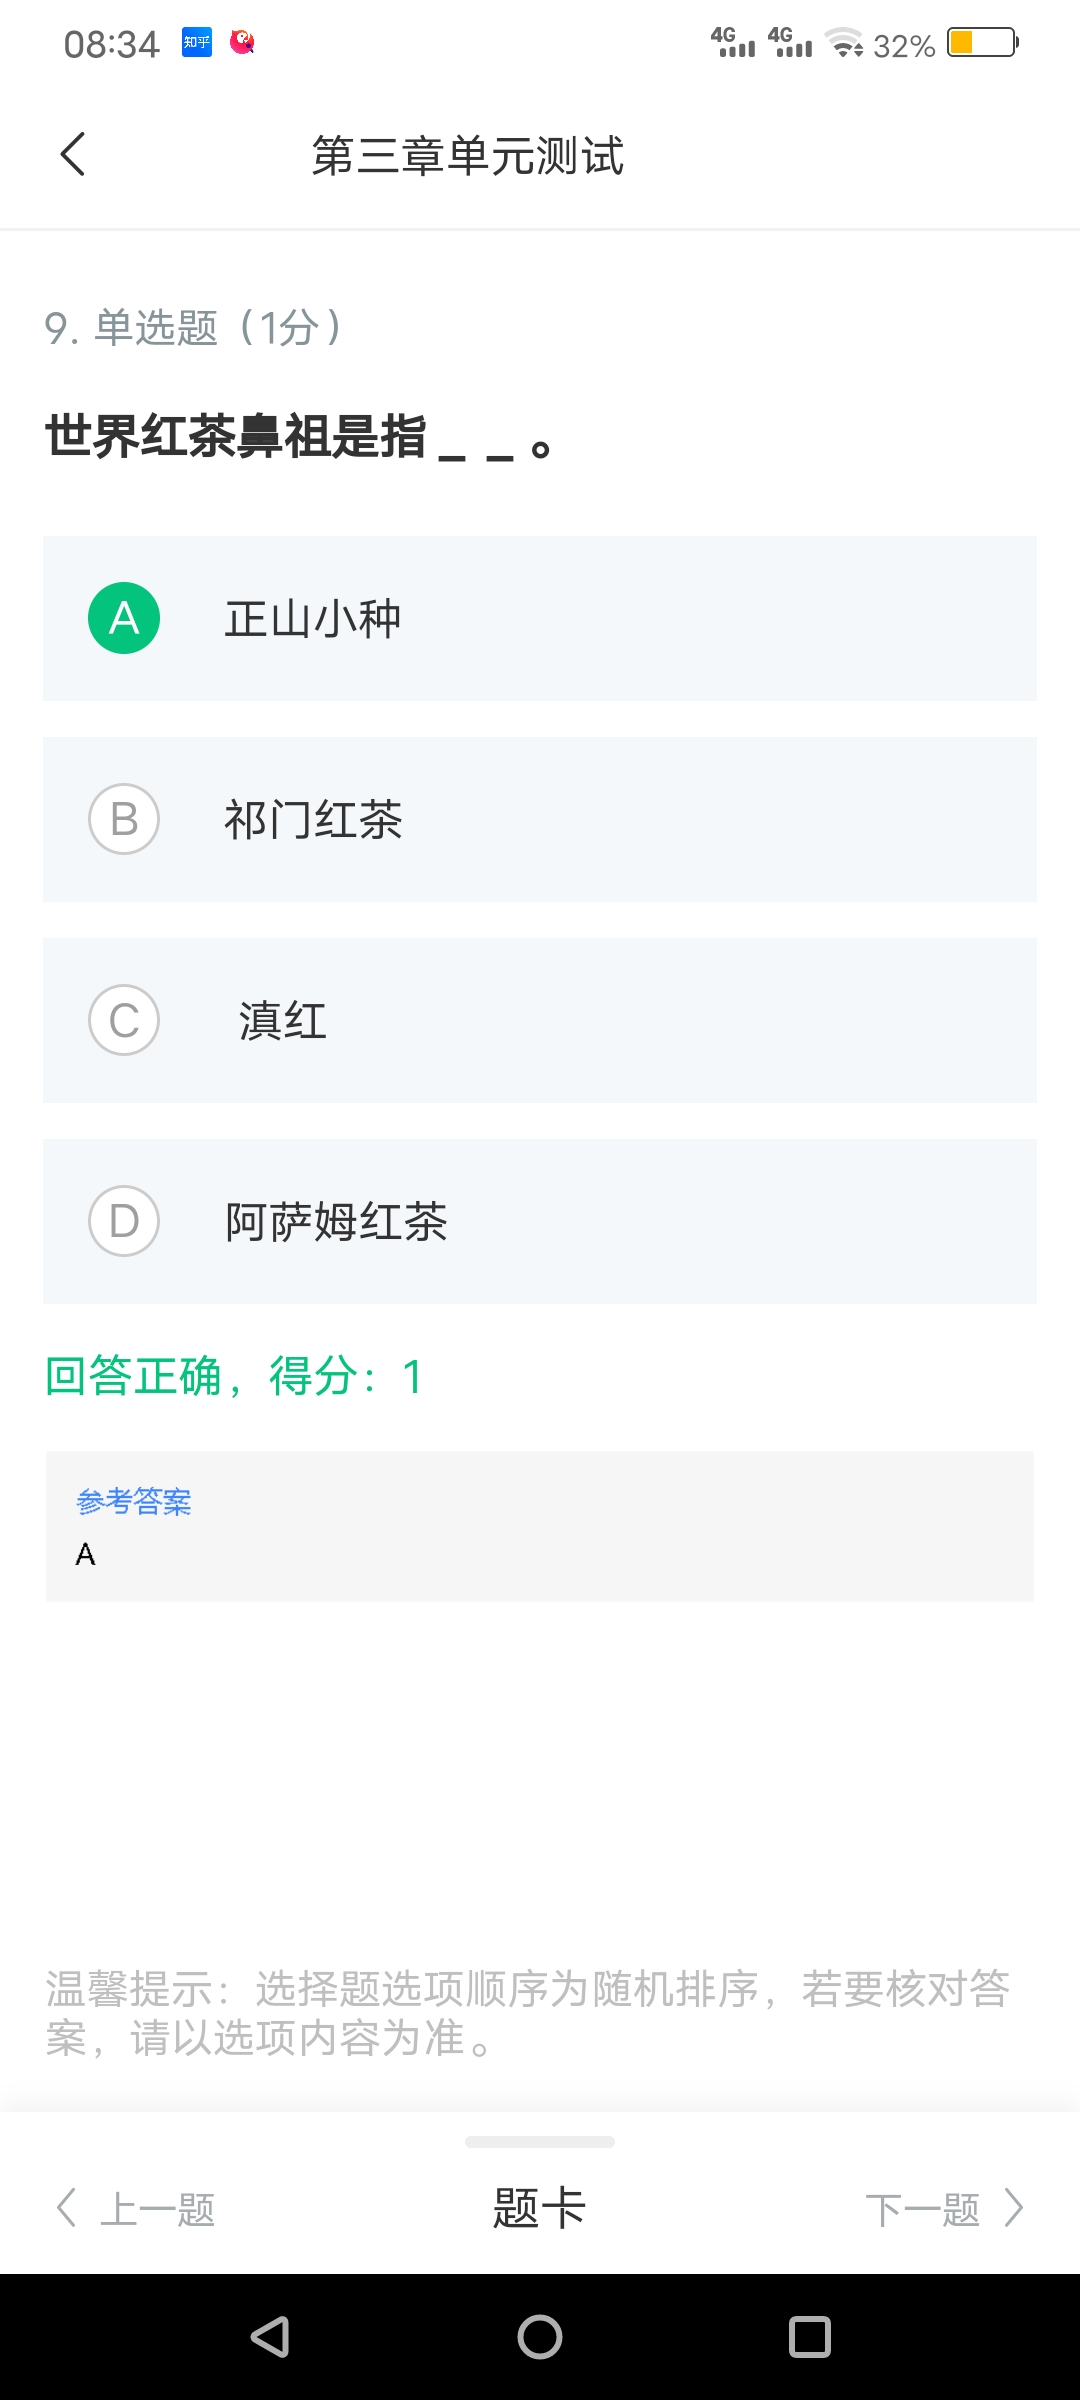 08:34 知乎 4G 4G 32%
第三章单元测试
9. 单选题（1分）
世界红茶鼻祖是指_ _。
A 正山小种
B 祁门红茶
C 滇红
D 阿萨姆红茶
回答正确，得分：1
参考答案
A
温馨提示：选择题选项顺序为随机排序，若要核对答
案，请以选项内容为准。
上一题 题卡 下一题